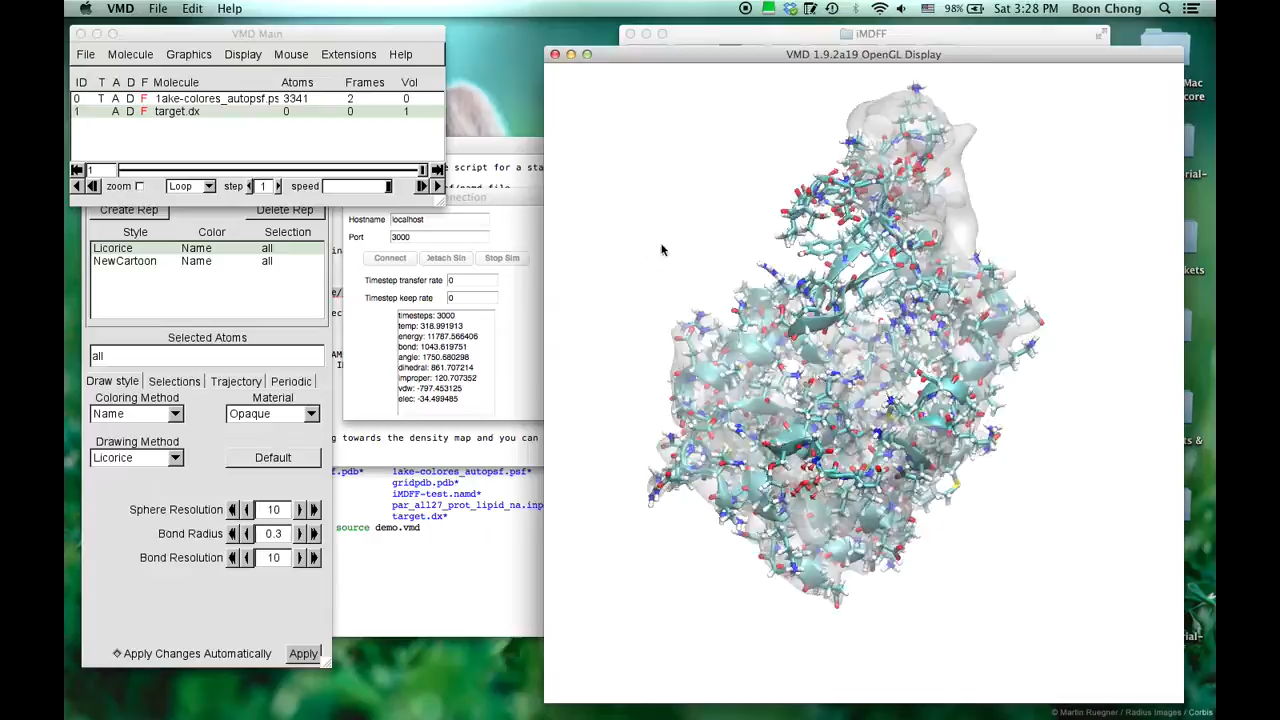 VMD File Edit Help 98% Sat 3:28 PM Boon Chong
VMD Main
iMDFF
VMD 1.9.2a19 OpenGL Display
File Molecule Graphics Display Mouse Extensions Help
ID T A D F Molecule Atoms Frames Vol
0 T A D F 1ake-colores_autopsf.ps 3341 2 0
1 A D F target.dx 0 0 1
1
zoom Loop step 1 speed
Mac
core
script for a sta
Create Rep Delete Rep
Style Color Selection
Licorice Name all
NewCartoon Name all
Selected Atoms
all
Draw style Selections Trajectory Periodic
Coloring Method Material
Name Opaque
Drawing Method
Licorice Default
Sphere Resolution 10
Bond Radius 0.3
Bond Resolution 10
Apply Changes Automatically Apply
Hostname localhost
Port 3000
Connect Detach Sim Stop Sim
Timestep transfer rate 0
Timestep keep rate 0
timesteps: 3000
temp: 318.991913
energy: 11787.566406
bond: 1043.619751
angle: 1750.680298
dihedral: 861.707214
improper: 120.707352
vdw: -797.453125
elec: -34.499485
g towards the density map and you can
f.pdb* 1ake-colores_autopsf.psf*
gridpdb.pdb*
iMDFF-test.namd*
par_all27_prot_lipid_na.inp
target.dx*
source demo.vmd
© Martin Ruegner / Radius Images / Corbis